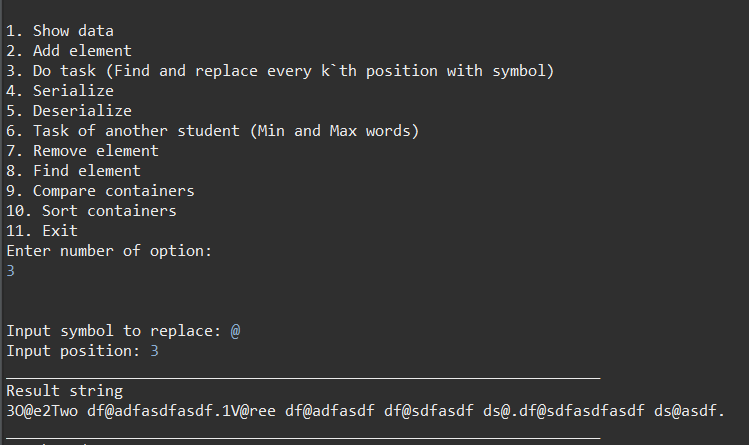 1. Show data
2. Add element
3. Do task (Find and replace every k`th position with symbol)
4. Serialize
5. Deserialize
6. Task of another student (Min and Max words)
7. Remove element
8. Find element
9. Compare containers
10. Sort containers
11. Exit
Enter number of option:
3
Input symbol to replace: @
Input position: 3
Result string
3O@e2Two df@adfasdfasdf.1V@ree df@adfasdf df@sdfasdf ds@.df@sdfasdfasdf ds@asdf.